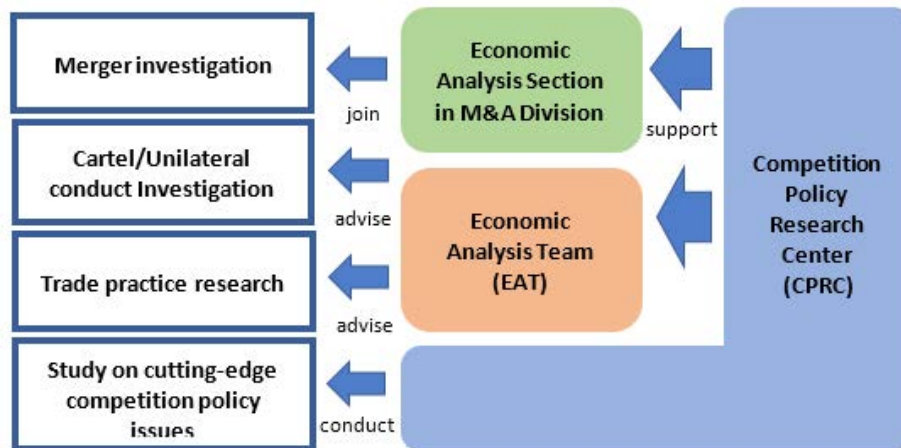 Merger investigation
join
Economic
Analysis Section
in M&A Division
support
Cartel/Unilateral
conduct Investigation
advise
Economic
Analysis Team
(EAT)
Competition
Policy
Research
Center
(CPRC)
Trade practice research
advise
Study on cutting-edge
competition policy
issues
conduct